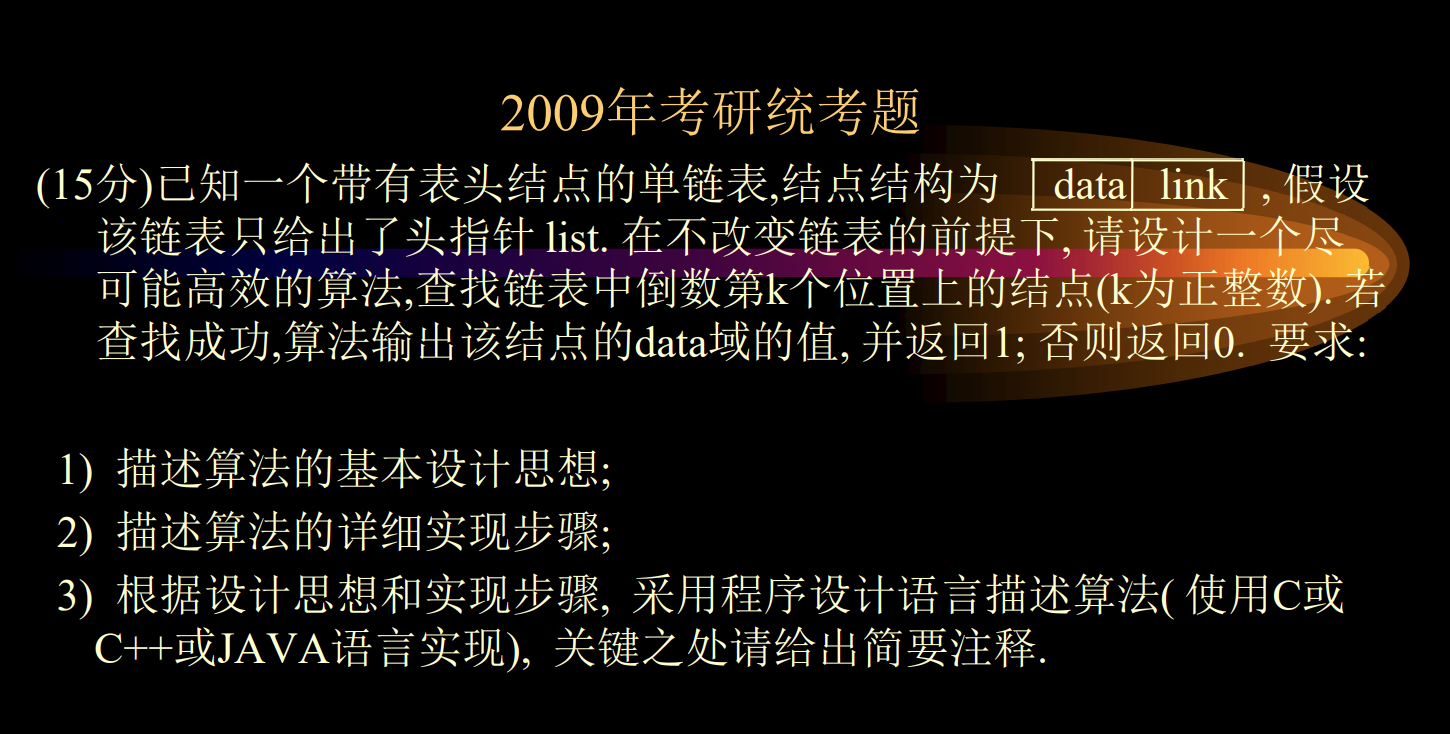 2009年考研统考题
(15分)已知一个带有表头结点的单链表,结点结构为 data link , 假设
该链表只给出了头指针 list. 在不改变链表的前提下, 请设计一个尽
可能高效的算法,查找链表中倒数第k个位置上的结点(k为正整数). 若
查找成功,算法输出该结点的data域的值, 并返回1; 否则返回0. 要求:
1) 描述算法的基本设计思想;
2) 描述算法的详细实现步骤;
3) 根据设计思想和实现步骤, 采用程序设计语言描述算法( 使用C或
C++或JAVA语言实现), 关键之处请给出简要注释.